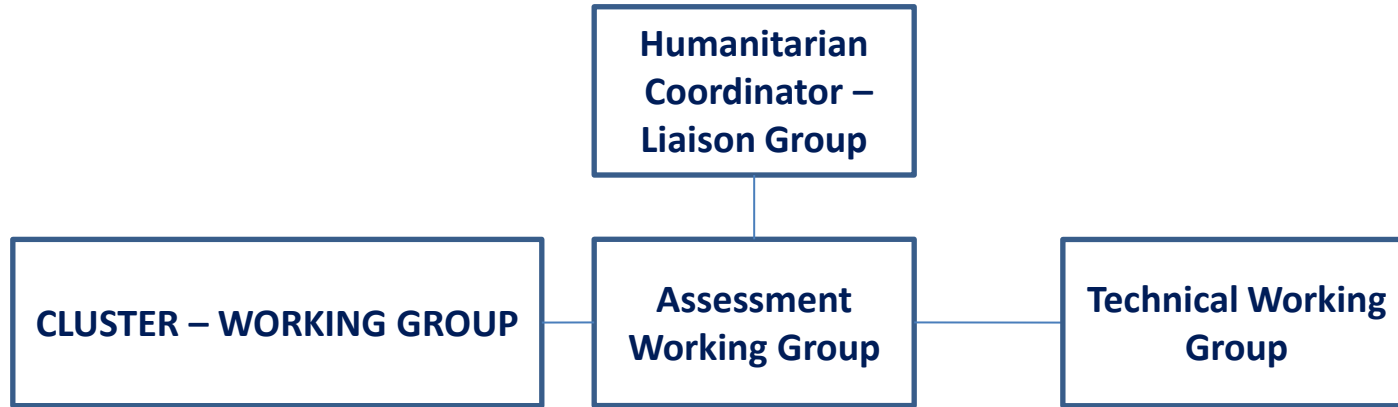 Humanitarian
Coordinator –
Liaison Group
CLUSTER – WORKING GROUP
Assessment
Working Group
Technical Working
Group